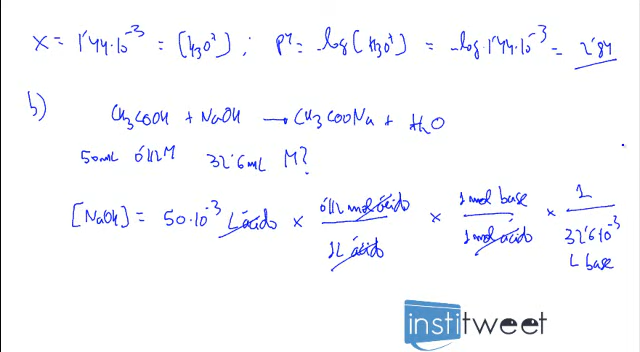 x = 1'44·10⁻³ = [H₃O⁺] ; pH = -log [H₃O⁺] = -log 1'44·10⁻³ = 2'84
b)
CH₃COOH + NaOH → CH₃COONa + H₂O
50mL 0'112M 32'6mL M?
[NaOH] = 50·10⁻³ L ácido × 0'112 mol ácido / 1L ácido × 1 mol base / 1 mol ácido × 1 / 32'6·10⁻³ L base
institweet